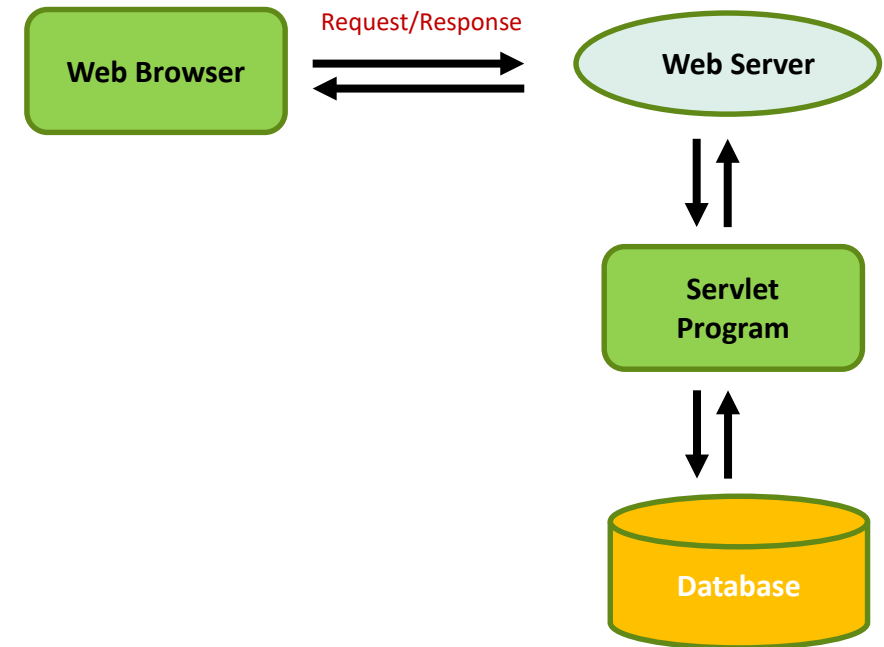 Request/Response
Web Browser
Web Server
Servlet
Program
Database